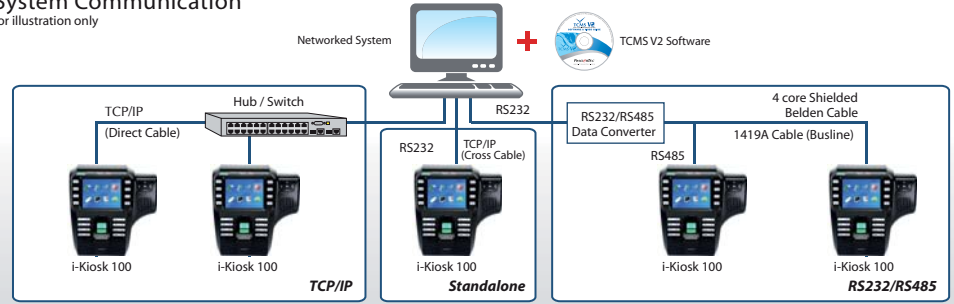 System Communication
or illustration only
Networked System
TCMS V2
TCMS V2 Software
TCP/IP
(Direct Cable)
Hub / Switch
i-Kiosk 100
i-Kiosk 100
TCP/IP
RS232
TCP/IP
(Cross Cable)
i-Kiosk 100
Standalone
RS232
RS232/RS485
Data Converter
4 core Shielded
Belden Cable
1419A Cable (Busline)
RS485
i-Kiosk 100
i-Kiosk 100
RS232/RS485